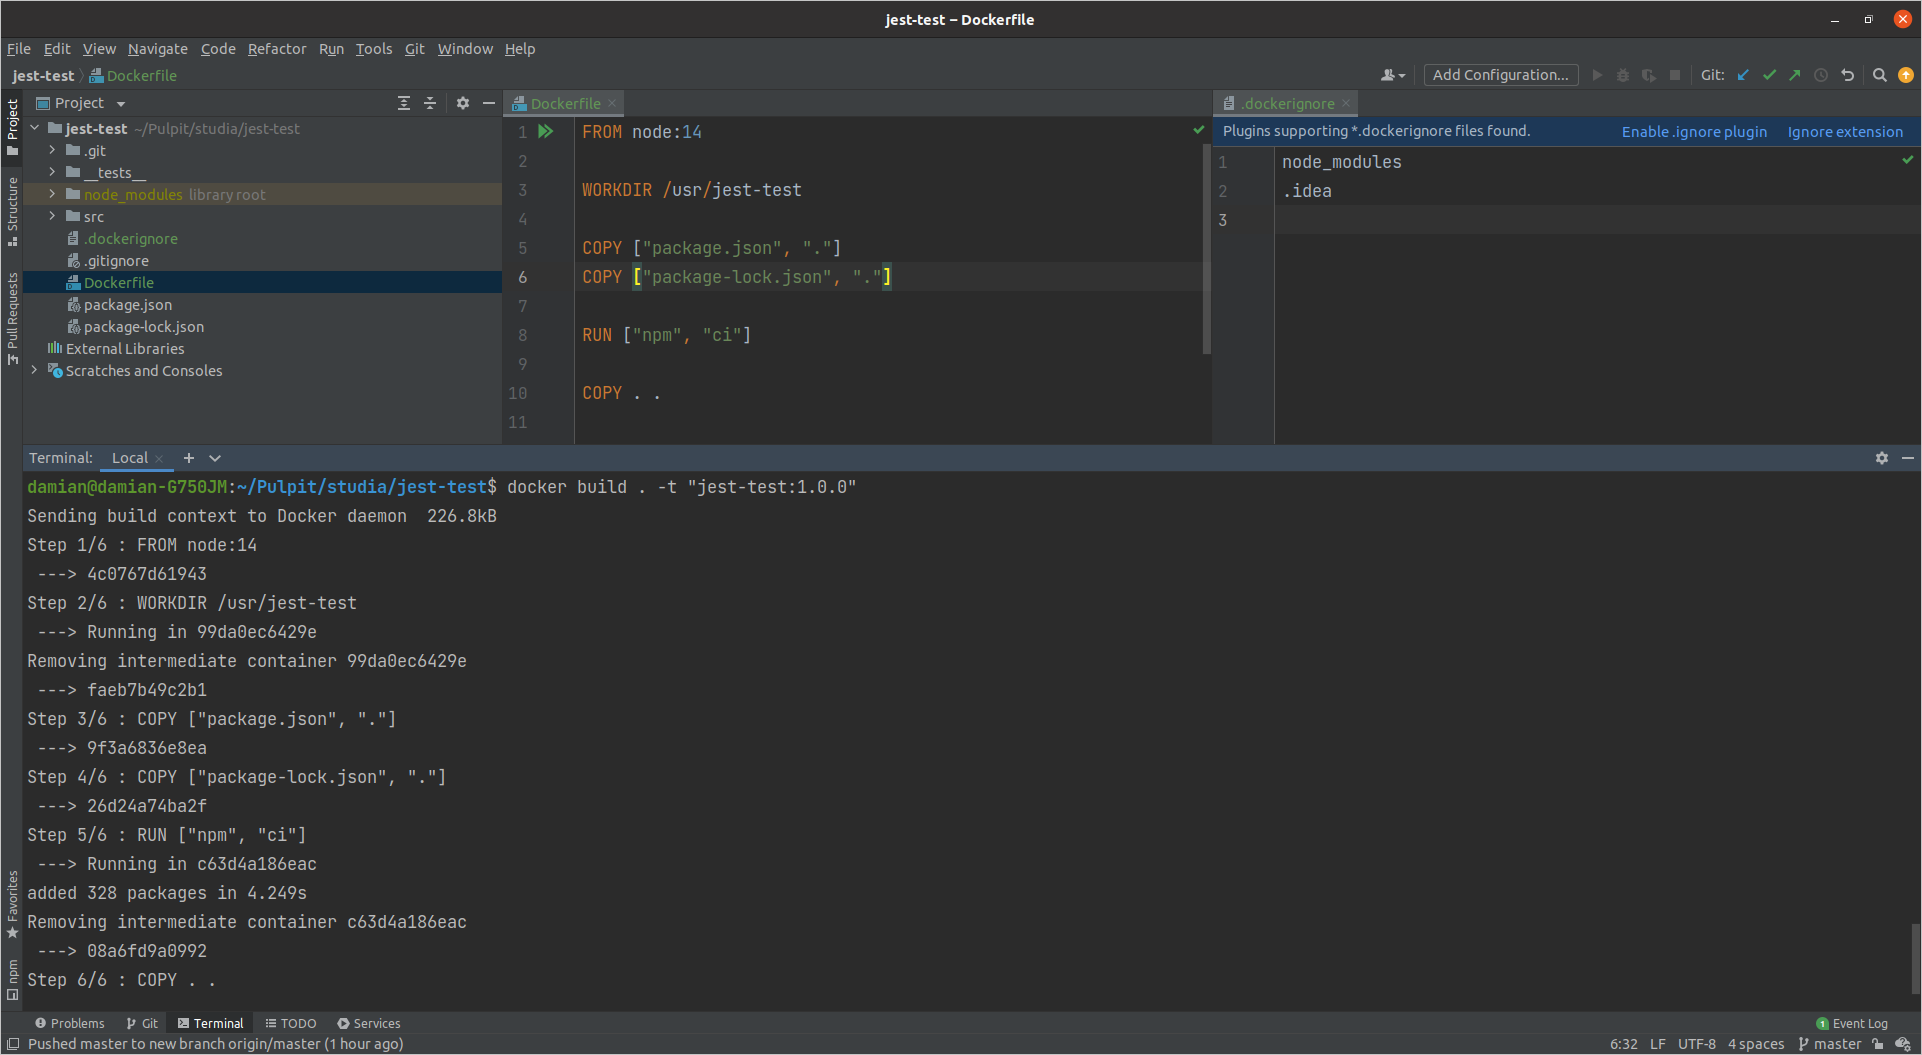 jest-test – Dockerfile
File Edit View Navigate Code Refactor Run Tools Git Window Help
jest-test Dockerfile Add Configuration... Git:
Project
Dockerfile
.dockerignore
Project
Structure
Pull Requests
Favorites
npm
jest-test ~/Pulpit/studia/jest-test
.git
__tests__
node_modules library root
src
.dockerignore
.gitignore
Dockerfile
package.json
package-lock.json
External Libraries
Scratches and Consoles
1 FROM node:14
2
3 WORKDIR /usr/jest-test
4
5 COPY ["package.json", "."]
6 COPY ["package-lock.json", "."]
7
8 RUN ["npm", "ci"]
9
10 COPY . .
11
Plugins supporting *.dockerignore files found. Enable .ignore plugin Ignore extension
1 node_modules
2 .idea
3
Terminal: Local
damian@damian-G750JM:~/Pulpit/studia/jest-test$ docker build . -t "jest-test:1.0.0"
Sending build context to Docker daemon  226.8kB
Step 1/6 : FROM node:14
 ---> 4c0767d61943
Step 2/6 : WORKDIR /usr/jest-test
 ---> Running in 99da0ec6429e
Removing intermediate container 99da0ec6429e
 ---> faeb7b49c2b1
Step 3/6 : COPY ["package.json", "."]
 ---> 9f3a6836e8ea
Step 4/6 : COPY ["package-lock.json", "."]
 ---> 26d24a74ba2f
Step 5/6 : RUN ["npm", "ci"]
 ---> Running in c63d4a186eac
added 328 packages in 4.249s
Removing intermediate container c63d4a186eac
 ---> 08a6fd9a0992
Step 6/6 : COPY . .
Problems Git Terminal TODO Services 1 Event Log
Pushed master to new branch origin/master (1 hour ago) 6:32 LF UTF-8 4 spaces master